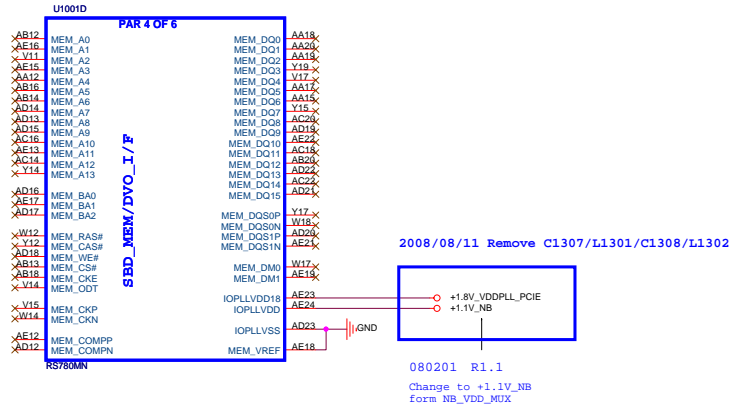 U1001D
PAR 4 OF 6
AB12 MEM_A0 MEM_DQ0 AA18
AE16 MEM_A1 MEM_DQ1 AA20
V11 MEM_A2 MEM_DQ2 AA19
AE15 MEM_A3 MEM_DQ3 Y19
AA12 MEM_A4 MEM_DQ4 V17
AB16 MEM_A5 MEM_DQ5 AA17
AB14 MEM_A6 MEM_DQ6 AA15
AD14 MEM_A7 MEM_DQ7 Y15
AD13 MEM_A8 MEM_DQ8 AC20
AD15 MEM_A9 MEM_DQ9 AD19
AC16 MEM_A10 MEM_DQ10 AE22
AE13 MEM_A11 MEM_DQ11 AC18
AC14 MEM_A12 MEM_DQ12 AB20
Y14 MEM_A13 MEM_DQ13 AD22
MEM_DQ14 AC22
AD16 MEM_BA0 MEM_DQ15 AD21
AE17 MEM_BA1
AD17 MEM_BA2 MEM_DQS0P Y17
MEM_DQS0N W18
W12 MEM_RAS# MEM_DQS1P AD20
Y12 MEM_CAS# MEM_DQS1N AE21
AD18 MEM_WE#
AB13 MEM_CS# MEM_DM0 W17
AB18 MEM_CKE MEM_DM1 AE19
V14 MEM_ODT
IOPLLVDD18 AE23
V15 MEM_CKP IOPLLVDD AE24
W14 MEM_CKN
IOPLLVSS AD23
AE12 MEM_COMPP
AD12 MEM_COMPN MEM_VREF AE18
SBD_MEM/DVO_I/F
RS780MN
GND
2008/08/11 Remove C1307/L1301/C1308/L1302
+1.8V_VDDPLL_PCIE
+1.1V_NB
080201 R1.1
Change to +1.1V_NB
form NB_VDD_MUX